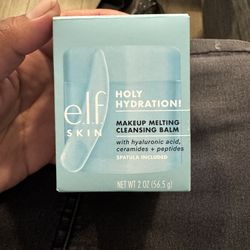 e.l.f.
SKIN
HOLY
HYDRATION!
MAKEUP MELTING
CLEANSING BALM
with hyaluronic acid,
ceramides + peptides
SPATULA INCLUDED
NET WT 2 OZ (56.5 g)